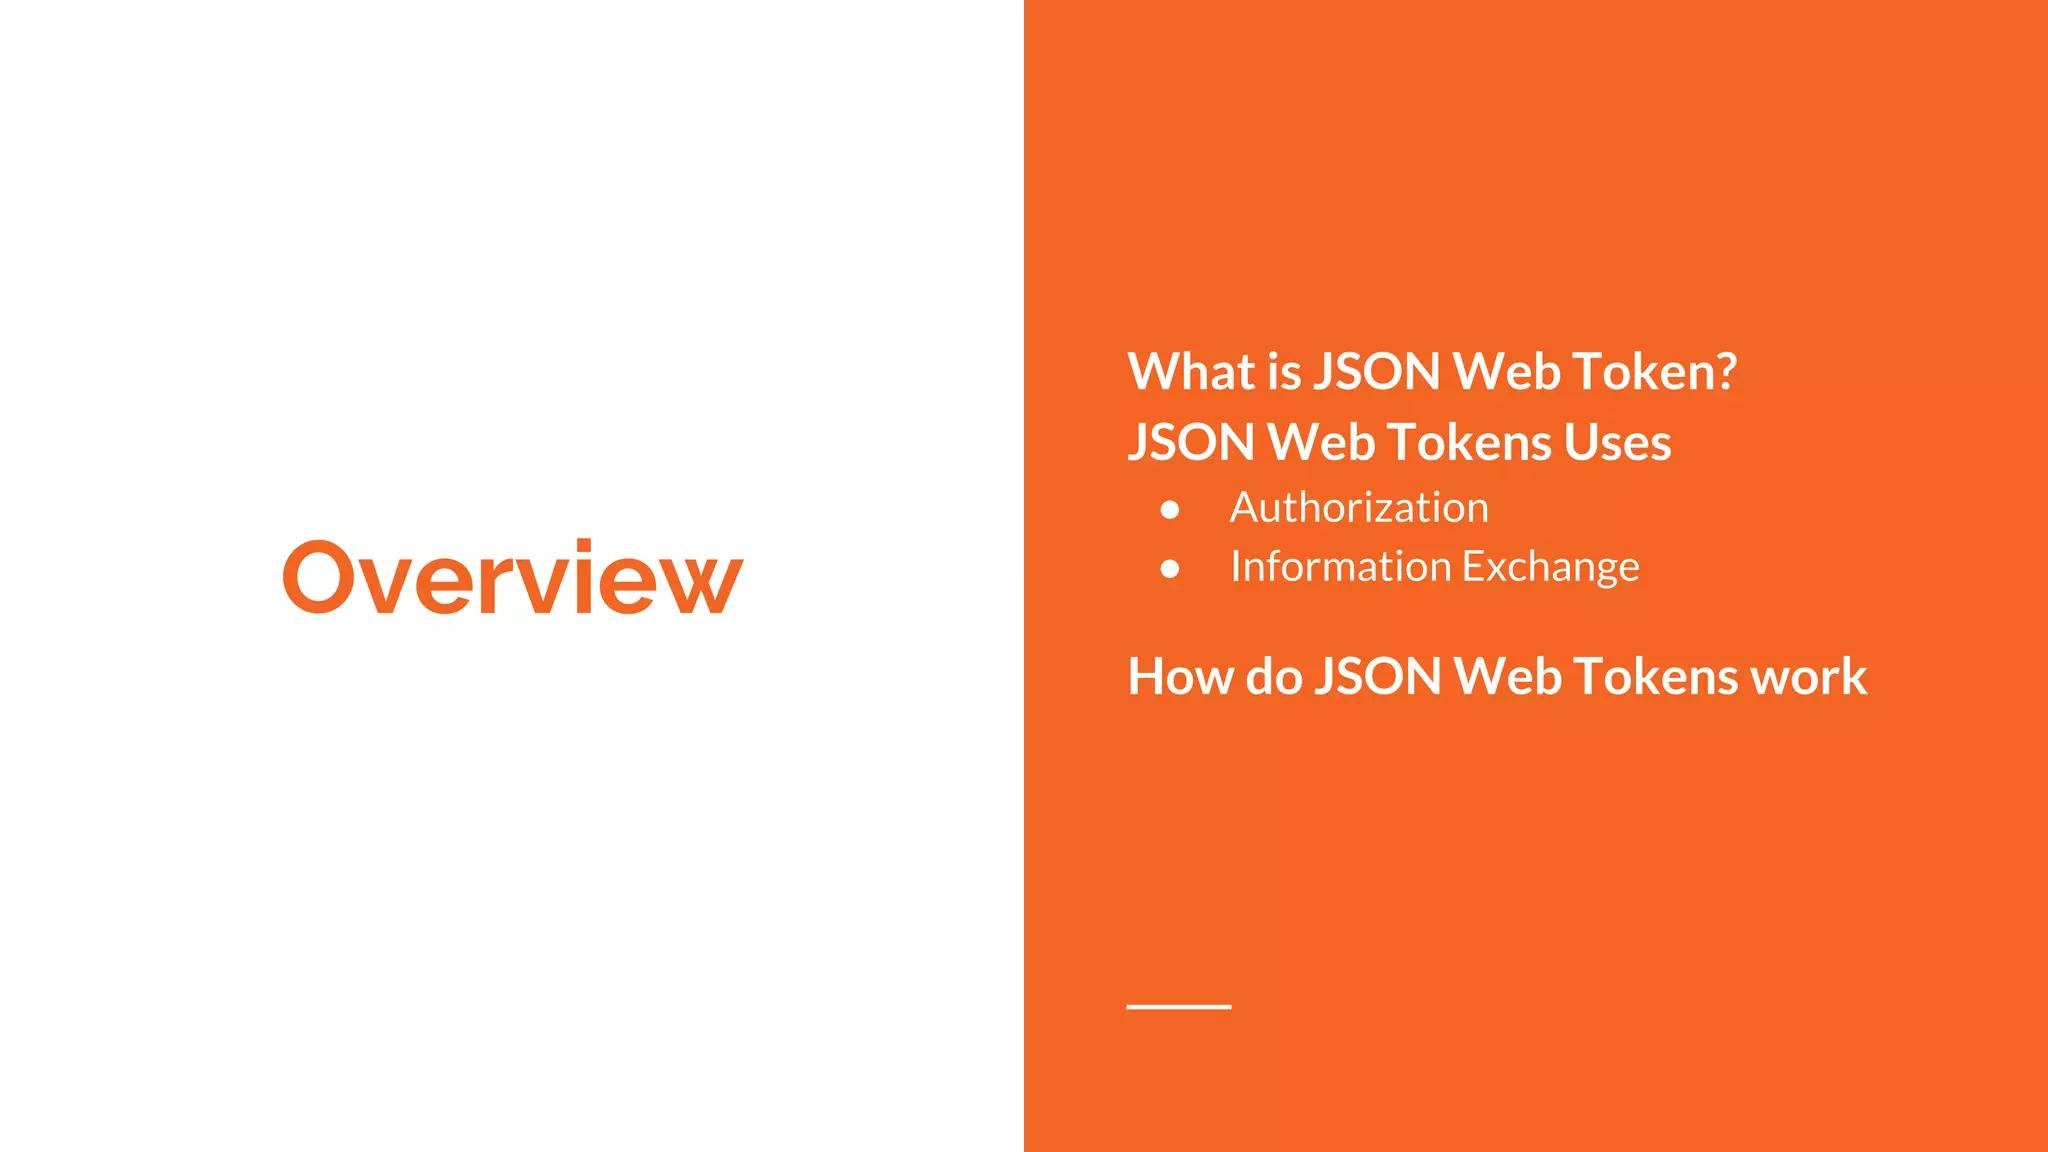 Overview
What is JSON Web Token?
JSON Web Tokens Uses
● Authorization
● Information Exchange
How do JSON Web Tokens work